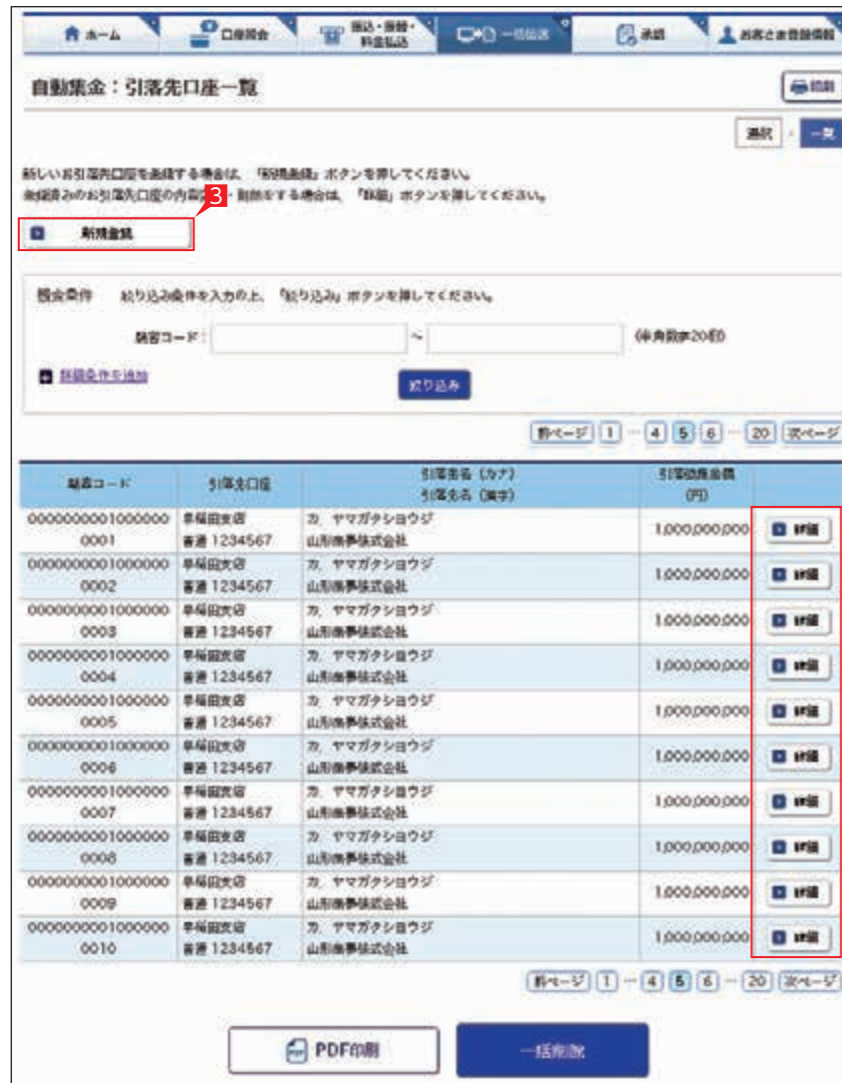 ホーム
口座照会
振込・振替・
料金払込
一括伝送
承認
お客さま登録情報
自動集金：引落先口座一覧
印刷
選択
一覧
新しいお引落先口座を登録する場合は、「新規登録」ボタンを押してください。
登録済みのお引落先口座の内容・削除をする場合は、「詳細」ボタンを押してください。
3
新規登録
照会条件 絞り込み条件を入力の上、「絞り込み」ボタンを押してください。
顧客コード： ～ (半角数字20桁)
詳細条件を追加
絞り込み
前ページ 1 … 4 5 6 … 20 次ページ
顧客コード 引落先口座 引落先名（カナ） 引落先名（漢字） 引落依頼金額 (円)
00000000001000000 早稲田支店 カ．ヤマガタシヨウジ
0001 普通 1234567 山形商事株式会社 1,000,000,000 詳細
00000000001000000 早稲田支店 カ．ヤマガタシヨウジ
0002 普通 1234567 山形商事株式会社 1,000,000,000 詳細
00000000001000000 早稲田支店 カ．ヤマガタシヨウジ
0003 普通 1234567 山形商事株式会社 1,000,000,000 詳細
00000000001000000 早稲田支店 カ．ヤマガタシヨウジ
0004 普通 1234567 山形商事株式会社 1,000,000,000 詳細
00000000001000000 早稲田支店 カ．ヤマガタシヨウジ
0005 普通 1234567 山形商事株式会社 1,000,000,000 詳細
00000000001000000 早稲田支店 カ．ヤマガタシヨウジ
0006 普通 1234567 山形商事株式会社 1,000,000,000 詳細
00000000001000000 早稲田支店 カ．ヤマガタシヨウジ
0007 普通 1234567 山形商事株式会社 1,000,000,000 詳細
00000000001000000 早稲田支店 カ．ヤマガタシヨウジ
0008 普通 1234567 山形商事株式会社 1,000,000,000 詳細
00000000001000000 早稲田支店 カ．ヤマガタシヨウジ
0009 普通 1234567 山形商事株式会社 1,000,000,000 詳細
00000000001000000 早稲田支店 カ．ヤマガタシヨウジ
0010 普通 1234567 山形商事株式会社 1,000,000,000 詳細
前ページ 1 … 4 5 6 … 20 次ページ
PDF印刷
一括削除